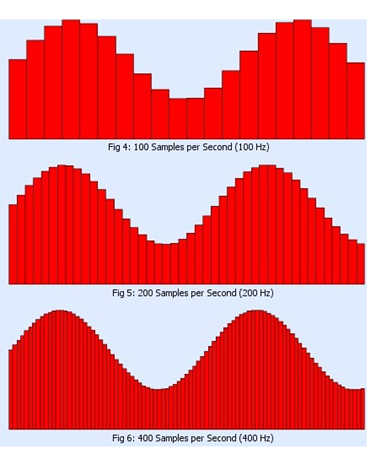 Fig 4: 100 Samples per Second (100 Hz)
Fig 5: 200 Samples per Second (200 Hz)
Fig 6: 400 Samples per Second (400 Hz)